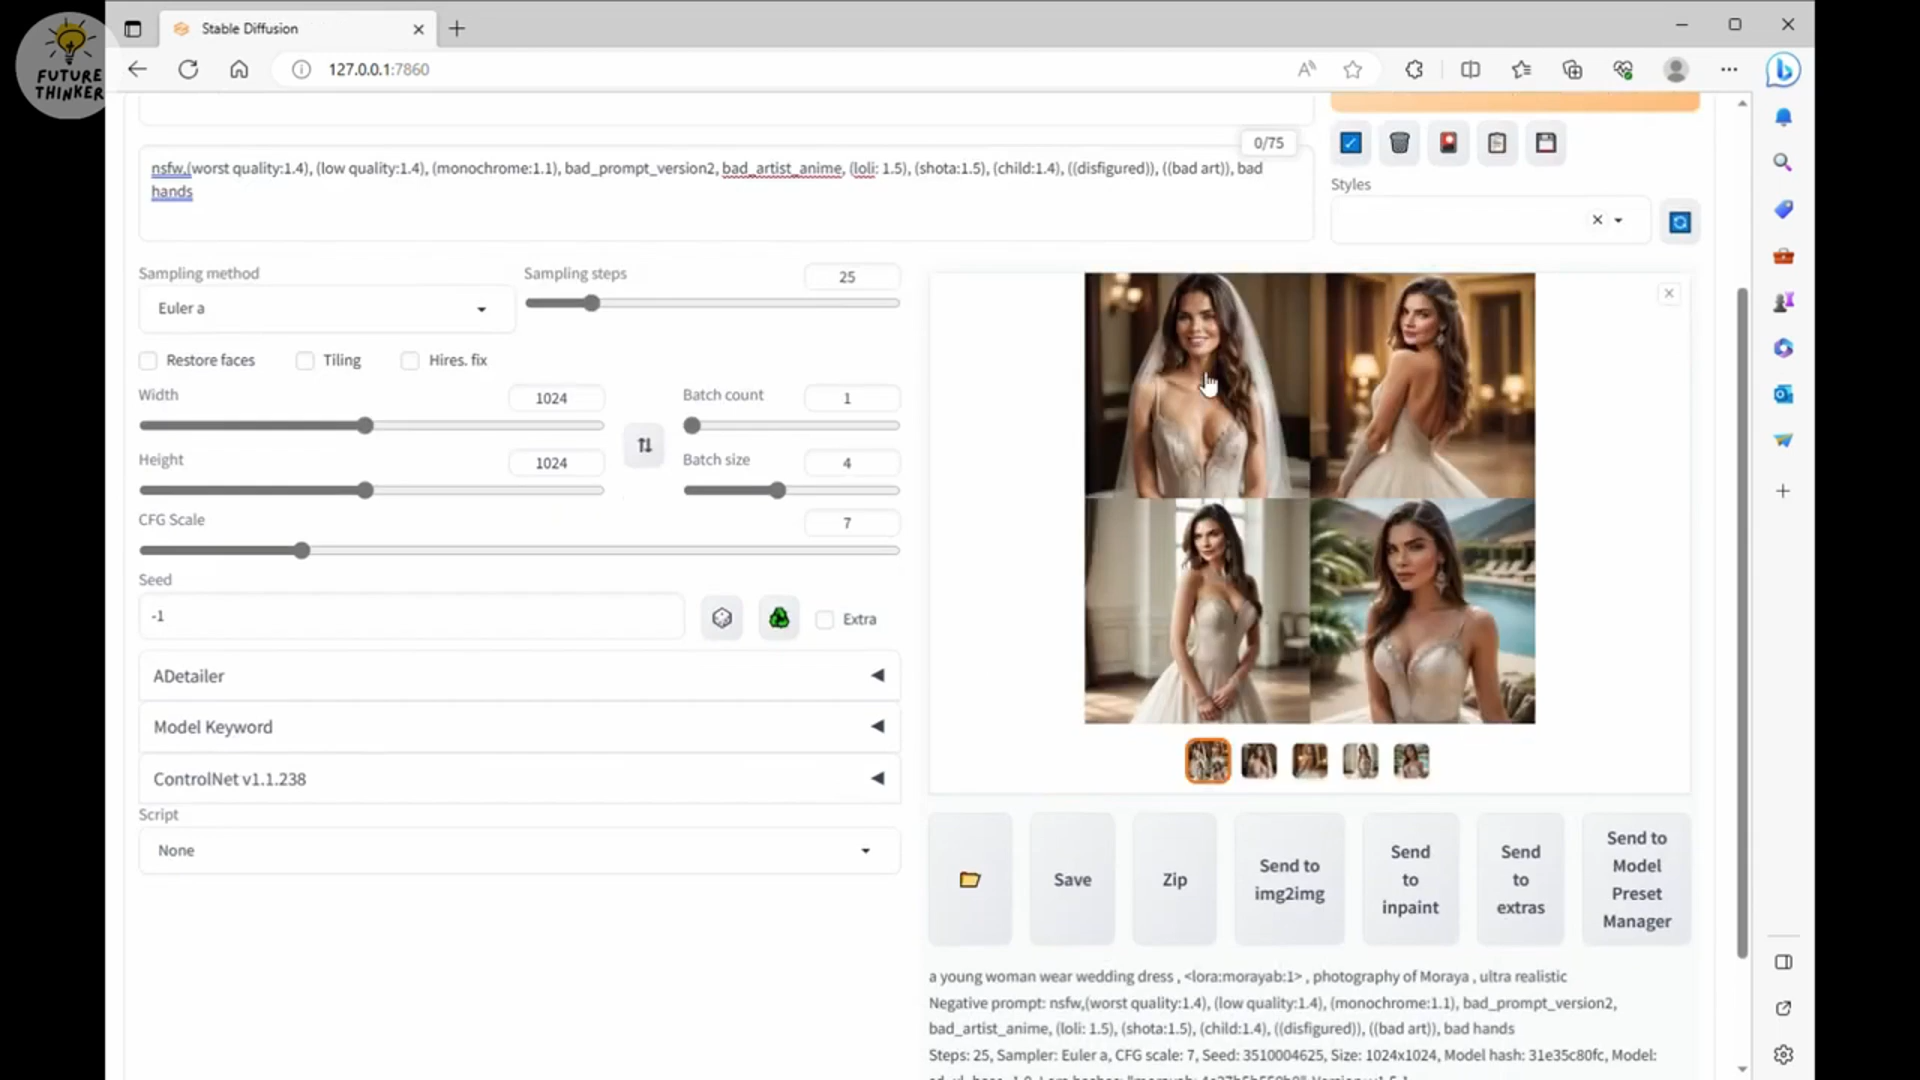 Stable Diffusion
FUTURE
THINKER
127.0.0.1:7860
0/75
nsfw,(worst quality:1.4), (low quality:1.4), (monochrome:1.1), bad_prompt_version2, bad_artist_anime, (loli: 1.5), (shota:1.5), (child:1.4), ((disfigured)), ((bad art)), bad
hands
Styles
Sampling method
Sampling steps
25
Euler a
Restore faces
Tiling
Hires. fix
Width
1024
Batch count
1
Height
1024
Batch size
4
CFG Scale
7
Seed
-1
Extra
ADetailer
Model Keyword
ControlNet v1.1.238
Script
None
Save
Zip
Send to
img2img
Send
to
inpaint
Send
to
extras
Send to
Model
Preset
Manager
a young woman wear wedding dress , <lora:morayab:1> , photography of Moraya , ultra realistic
Negative prompt: nsfw,(worst quality:1.4), (low quality:1.4), (monochrome:1.1), bad_prompt_version2,
bad_artist_anime, (loli: 1.5), (shota:1.5), (child:1.4), ((disfigured)), ((bad art)), bad hands
Steps: 25, Sampler: Euler a, CFG scale: 7, Seed: 3510004625, Size: 1024x1024, Model hash: 31e35c80fc, Model: